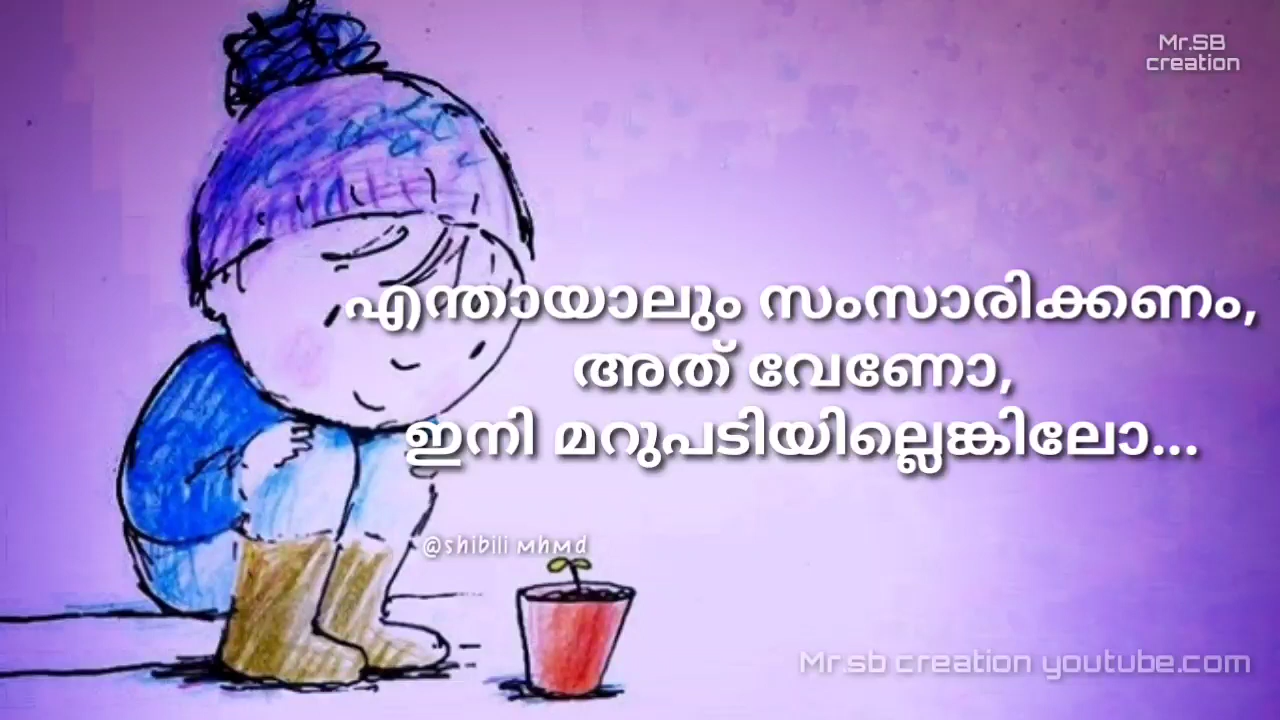 Mr.SB
creation
എന്തായാലും സംസാരിക്കണം,
അത് വേണോ,
ഇനി മറുപടിയില്ലെങ്കിലോ...
@shibili MHMd
Mr.sb creation youtube.com